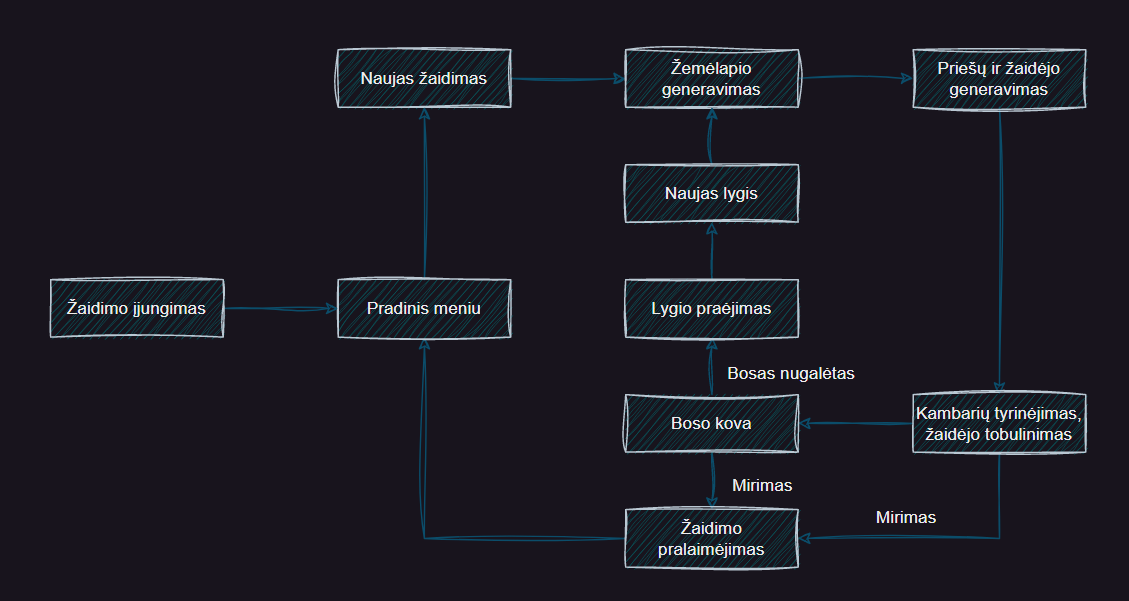 Naujas žaidimas
Žemėlapio
generavimas
Priešų ir žaidėjo
generavimas
Naujas lygis
Žaidimo įjungimas
Pradinis meniu
Lygio praėjimas
Bosas nugalėtas
Boso kova
Kambarių tyrinėjimas,
žaidėjo tobulinimas
Mirimas
Mirimas
Žaidimo
pralaimėjimas